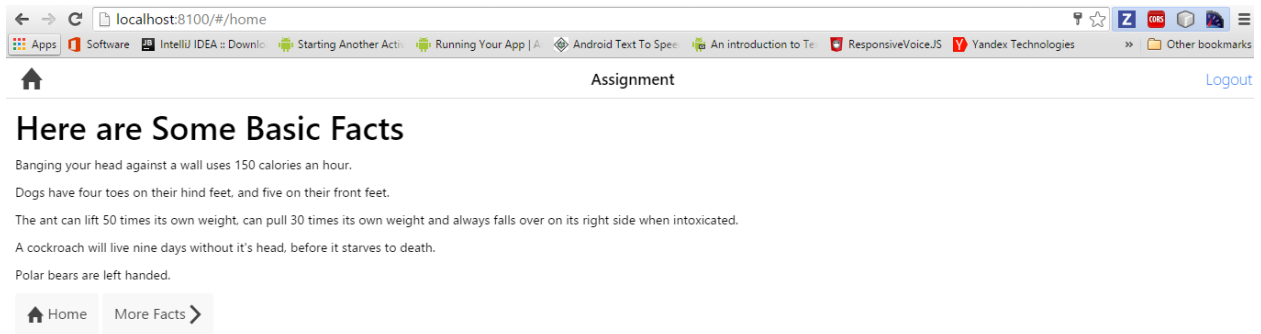 localhost:8100/#/home
Z CORS
Apps Software IntelliJ IDEA :: Downlo Starting Another Activ Running Your App | A Android Text To Spee An introduction to Te ResponsiveVoice.JS Yandex Technologies » Other bookmarks
Assignment Logout
Here are Some Basic Facts
Banging your head against a wall uses 150 calories an hour.
Dogs have four toes on their hind feet, and five on their front feet.
The ant can lift 50 times its own weight, can pull 30 times its own weight and always falls over on its right side when intoxicated.
A cockroach will live nine days without it's head, before it starves to death.
Polar bears are left handed.
Home More Facts